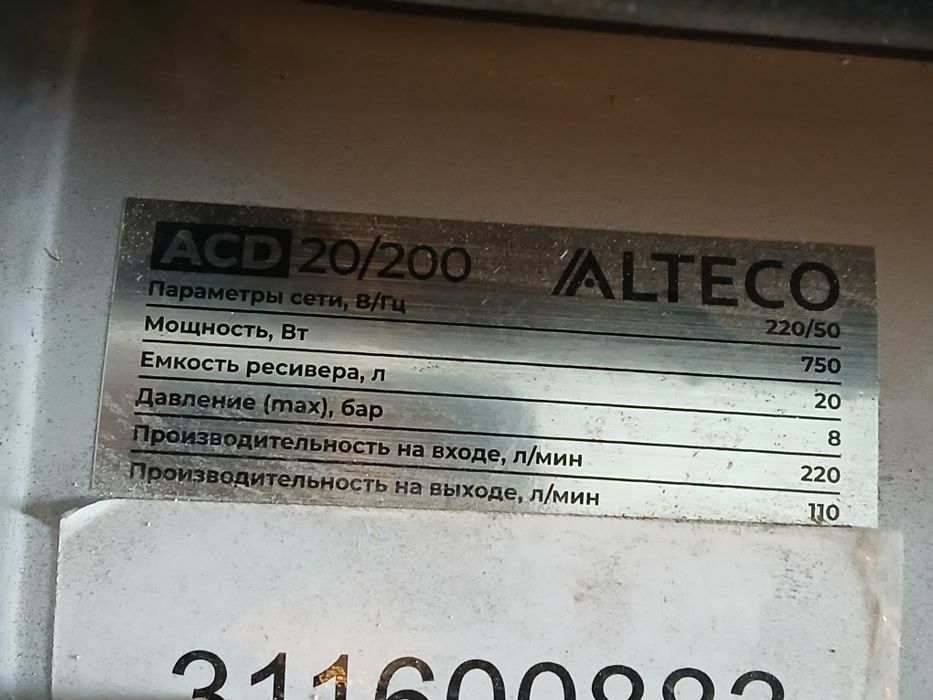 ACD 20/200 ALTECO
Параметры сети, В/Гц 220/50
Мощность, Вт 750
Емкость ресивера, л 20
Давление (max), бар 8
Производительность на входе, л/мин 220
Производительность на выходе, л/мин 110